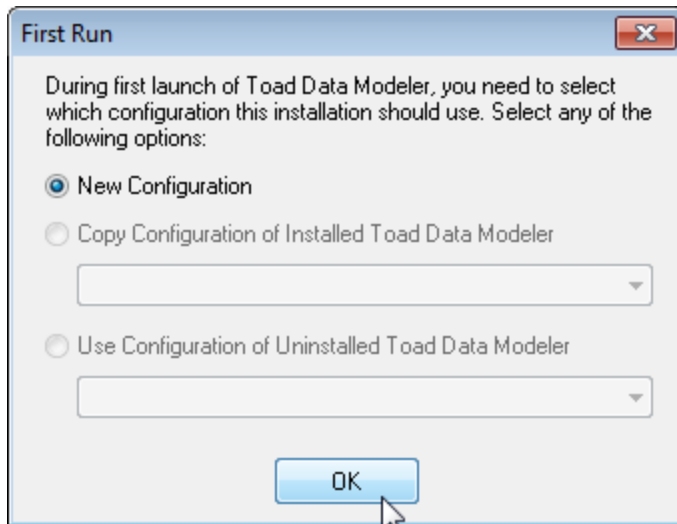 First Run
During first launch of Toad Data Modeler, you need to select
which configuration this installation should use. Select any of the
following options:
New Configuration
Copy Configuration of Installed Toad Data Modeler
Use Configuration of Uninstalled Toad Data Modeler
OK